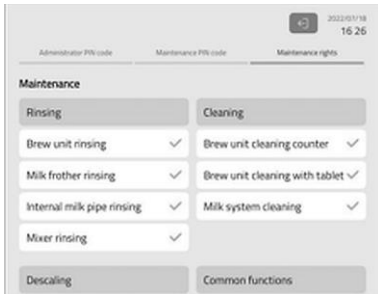 2022/07/18
16 26
Administrator PIN code
Maintenance PIN code
Maintenance rights
Maintenance
Rinsing
Cleaning
Brew unit rinsing
Brew unit cleaning counter
Milk frother rinsing
Brew unit cleaning with tablet
Internal milk pipe rinsing
Milk system cleaning
Mixer rinsing
Descaling
Common functions